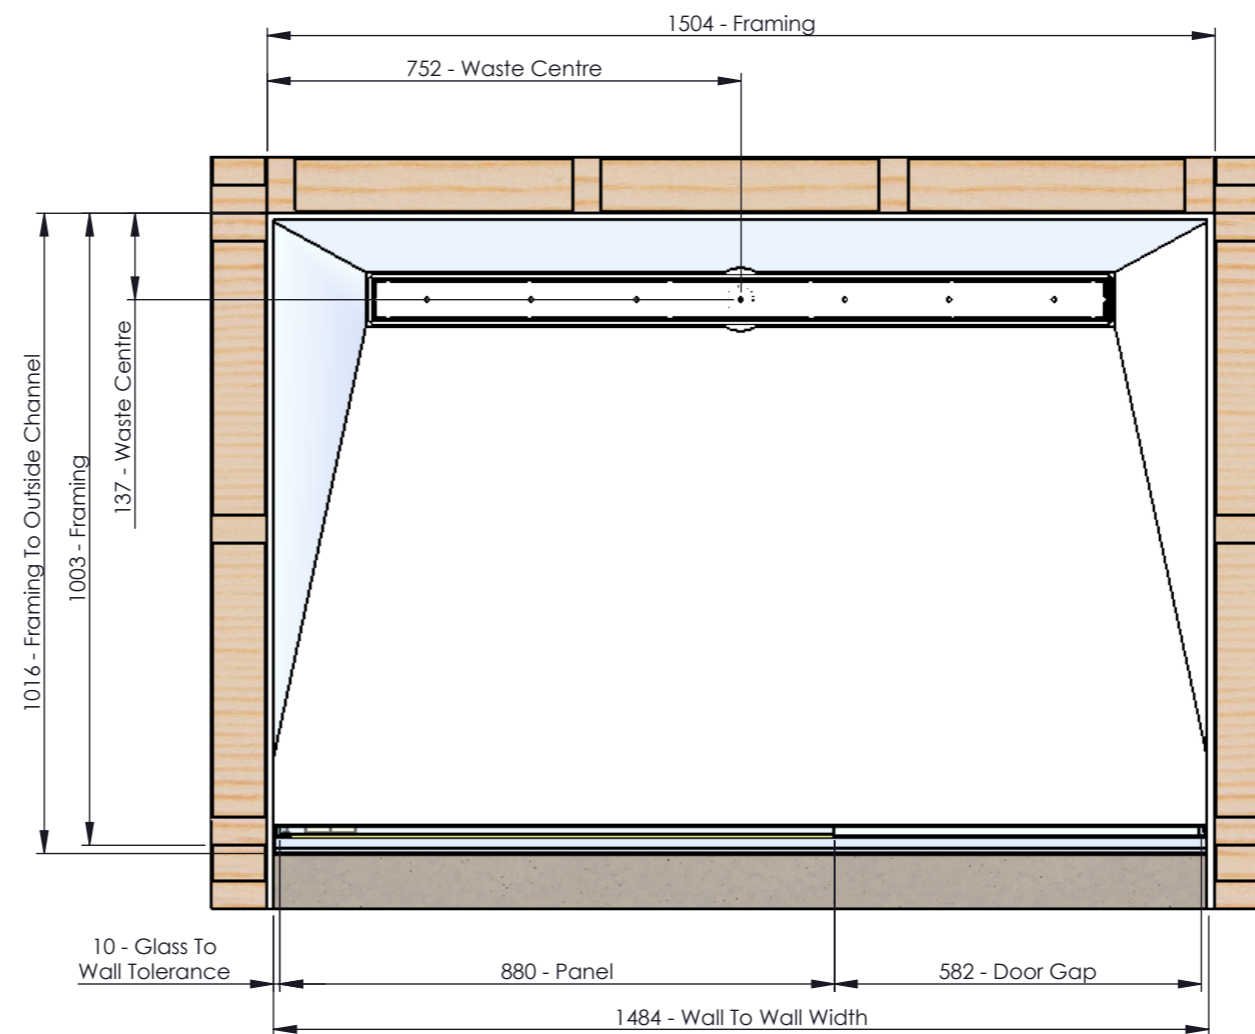 1504 - Framing
752 - Waste Centre
1016 - Framing To Outside Channel
1003 - Framing
137 - Waste Centre
10 - Glass To
Wall Tolerance
880 - Panel
582 - Door Gap
1484 - Wall To Wall Width